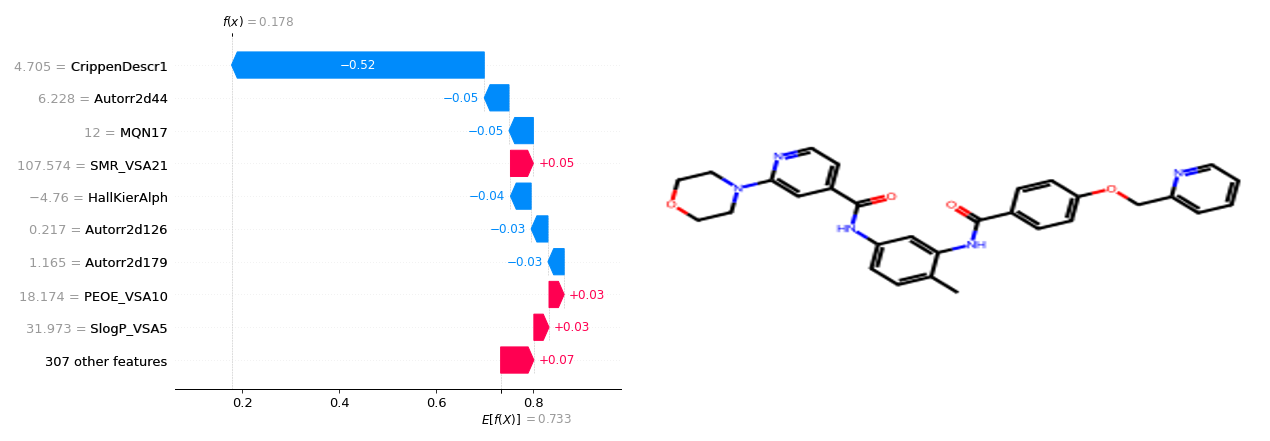 f(x) = 0.178
4.705 = CrippenDescr1
−0.52
6.228 = Autorr2d44
−0.05
12 = MQN17
−0.05
107.574 = SMR_VSA21
+0.05
−4.76 = HallKierAlph
−0.04
0.217 = Autorr2d126
−0.03
1.165 = Autorr2d179
−0.03
18.174 = PEOE_VSA10
+0.03
31.973 = SlogP_VSA5
+0.03
307 other features
+0.07
0.2 0.4 0.6 0.8
E[f(X)] = 0.733
N
N
O
O
HN
O
NH
O
N